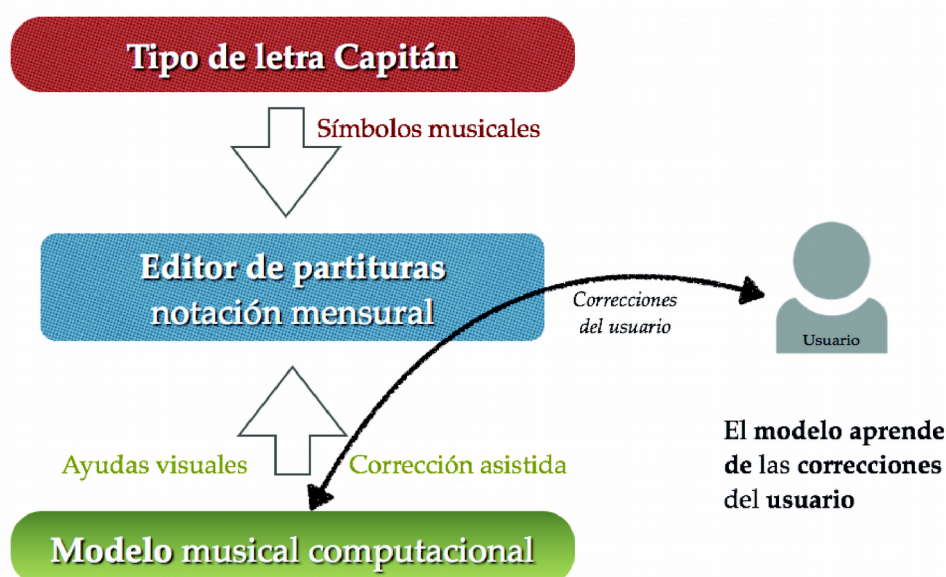 Tipo de letra Capitán
Símbolos musicales
Editor de partituras
notación mensural
Correcciones
del usuario
Usuario
Ayudas visuales
Corrección asistida
El modelo aprende
de las correcciones
del usuario
Modelo musical computacional